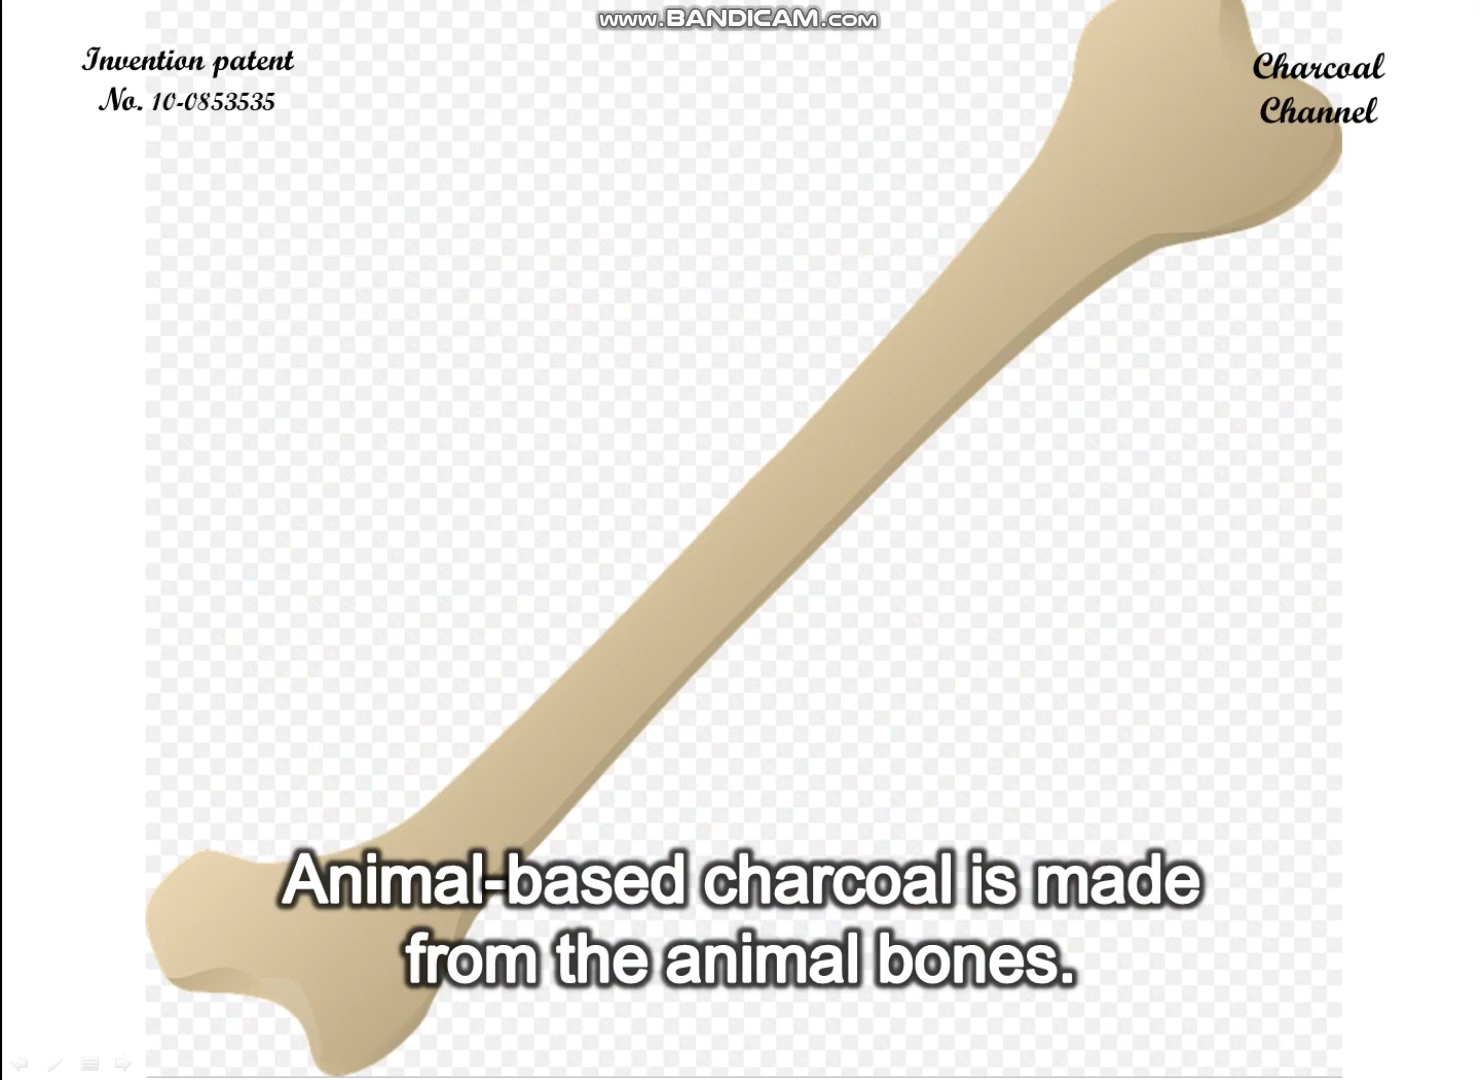 www.BANDICAM.com
Invention patent
No. 10-0853535
Charcoal
Channel
Animal-based charcoal is made
from the animal bones.